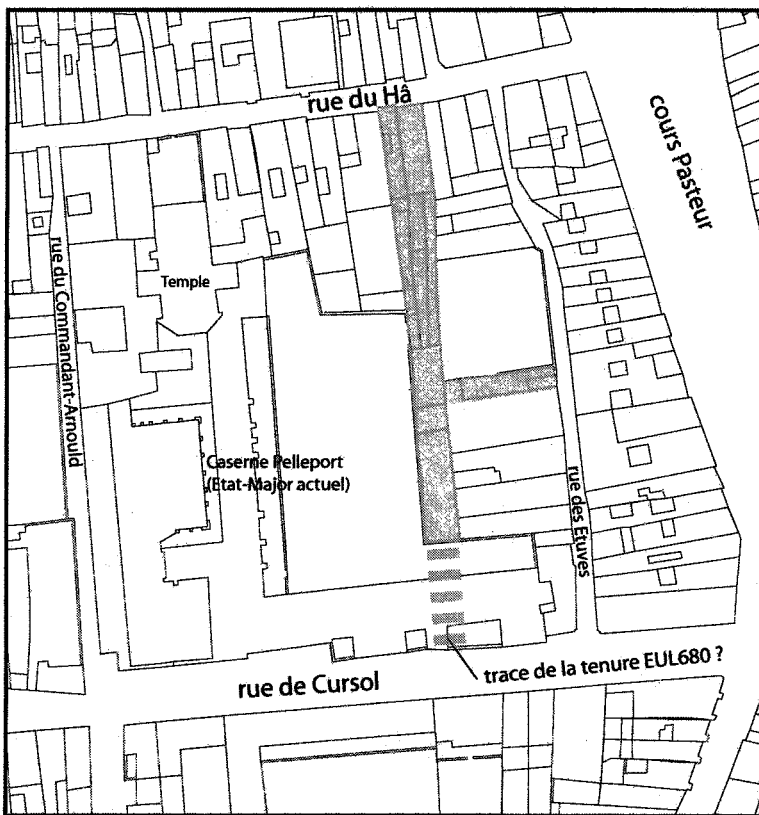 rue du Hâ
cours Pasteur
Temple
rue du Commandant-Arnould
Caserne Pelleport
(Etat-Major actuel)
rue des Etuves
trace de la tenure EUL680 ?
rue de Cursol